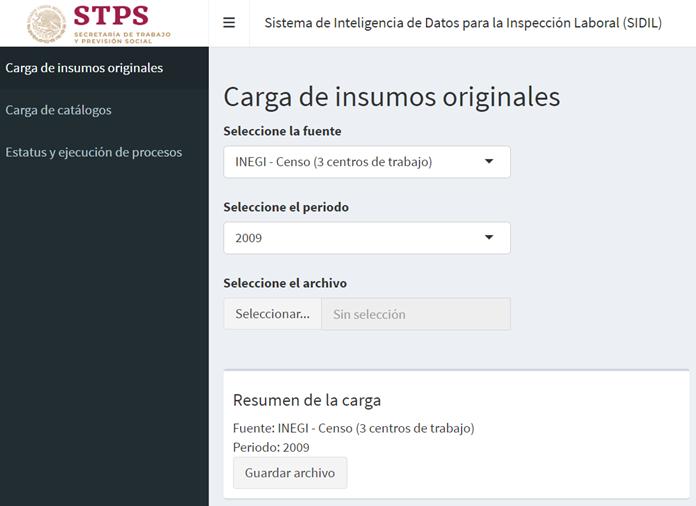 STPS
SECRETARÍA DE TRABAJO
Y PREVISIÓN SOCIAL
Sistema de Inteligencia de Datos para la Inspección Laboral (SIDIL)
Carga de insumos originales
Carga de catálogos
Estatus y ejecución de procesos
Carga de insumos originales
Seleccione la fuente
INEGI - Censo (3 centros de trabajo)
Seleccione el periodo
2009
Seleccione el archivo
Seleccionar... Sin selección
Resumen de la carga
Fuente: INEGI - Censo (3 centros de trabajo)
Periodo: 2009
Guardar archivo